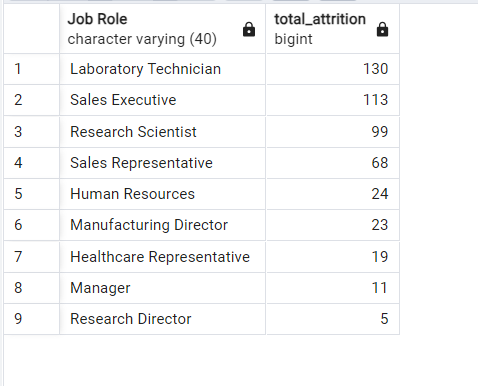 Job Role total_attrition
character varying (40) bigint
1 Laboratory Technician 130
2 Sales Executive 113
3 Research Scientist 99
4 Sales Representative 68
5 Human Resources 24
6 Manufacturing Director 23
7 Healthcare Representative 19
8 Manager 11
9 Research Director 5